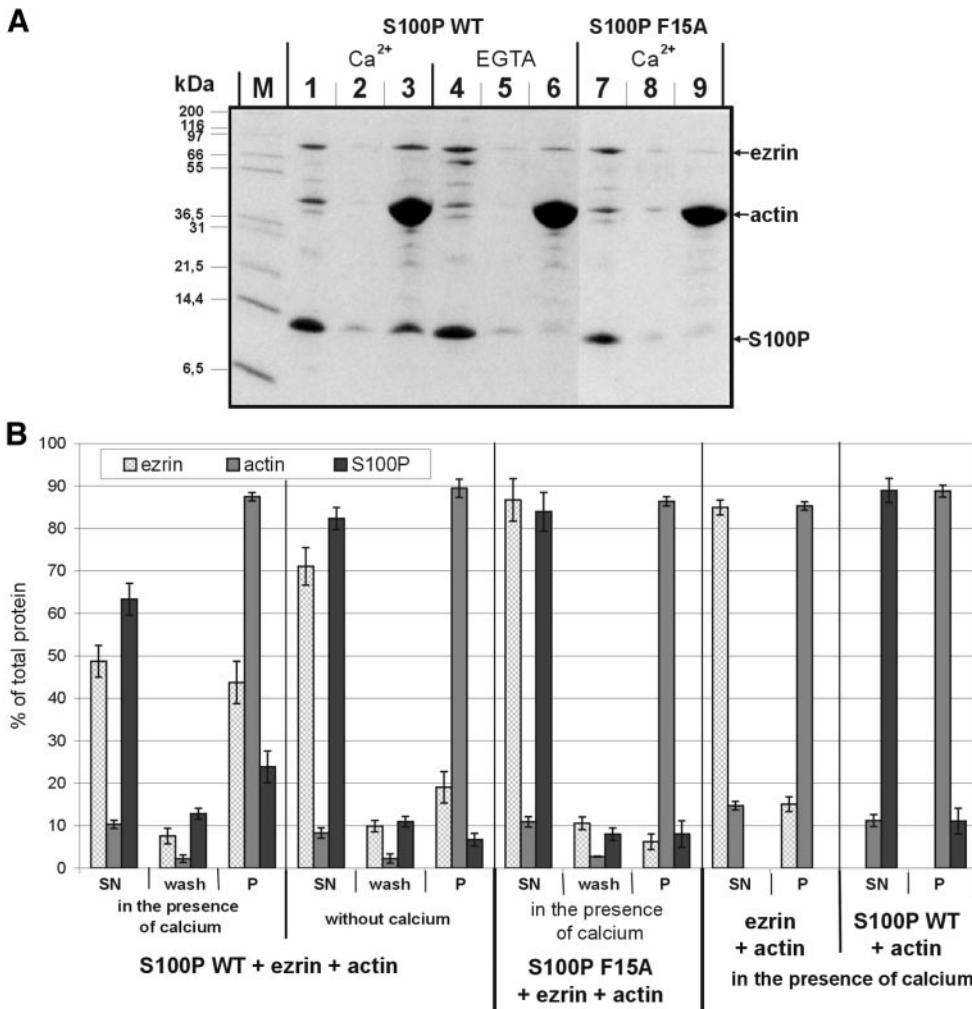 A
S100P WT
S100P F15A
Ca2+
EGTA
Ca2+
kDa
M
1
2
3
4
5
6
7
8
9
200
116
97
66
55
36,5
31
21,5
14,4
6,5
ezrin
actin
S100P
B
ezrin
actin
S100P
% of total protein
100
90
80
70
60
50
40
30
20
10
0
SN wash P SN wash P SN wash P SN P SN P
in the presence of calcium
without calcium
in the presence of calcium
S100P WT + ezrin + actin
S100P F15A
+ ezrin + actin
ezrin
+ actin
S100P WT
+ actin
in the presence of calcium